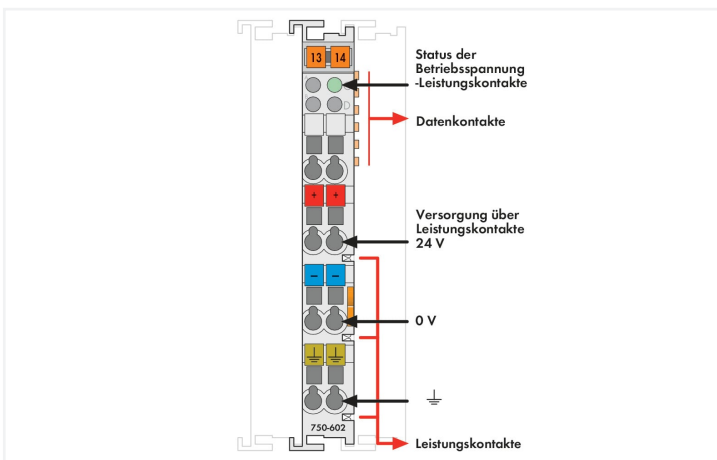 13 14
Status der
Betriebsspannung
-Leistungskontakte
Datenkontakte
+ +
Versorgung über
Leistungskontakte
24 V
– –
0 V
750-602
Leistungskontakte